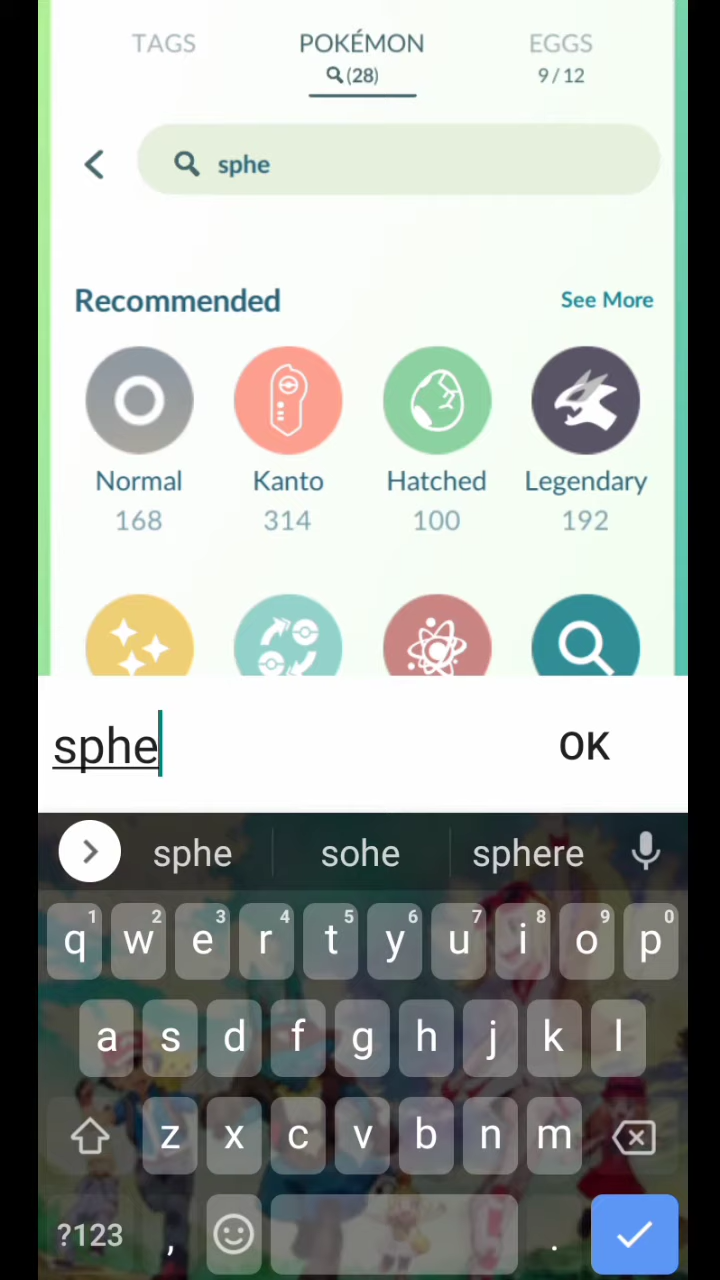 TAGS POKÉMON EGGS
(28) 9 / 12
sphe
Recommended See More
Normal Kanto Hatched Legendary
168 314 100 192
sphe OK
sphe sohe sphere
1 2 3 4 5 6 7 8 9 0
q w e r t y u i o p
a s d f g h j k l
z x c v b n m
?123 , .